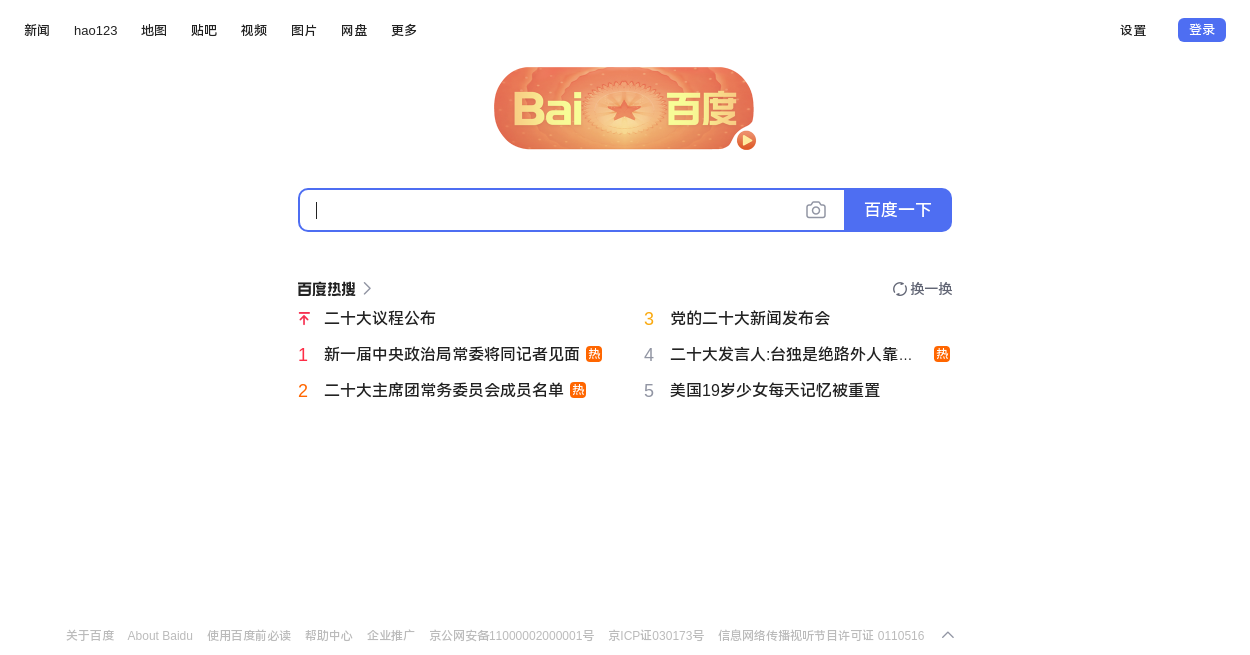 新闻 hao123 地图 贴吧 视频 图片 网盘 更多 设置 登录
Bai 百度
百度一下
百度热搜 换一换
二十大议程公布
3 党的二十大新闻发布会
1 新一届中央政治局常委将同记者见面 热
4 二十大发言人:台独是绝路外人靠... 热
2 二十大主席团常务委员会成员名单 热
5 美国19岁少女每天记忆被重置
关于百度 About Baidu 使用百度前必读 帮助中心 企业推广 京公网安备11000002000001号 京ICP证030173号 信息网络传播视听节目许可证 0110516